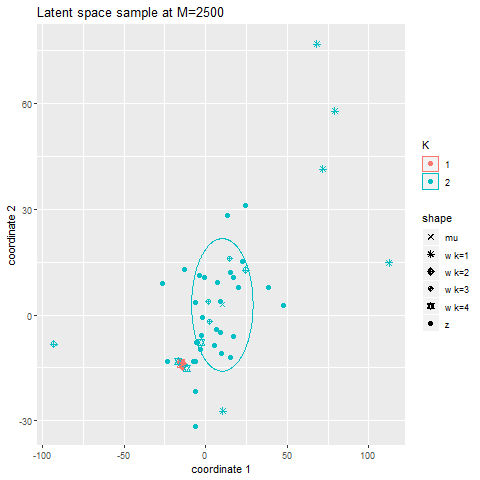 Latent space sample at M=2500
60
30
0
-30
coordinate 2
-100
-50
0
50
100
coordinate 1
K
1
2
shape
mu
w k=1
w k=2
w k=3
w k=4
z